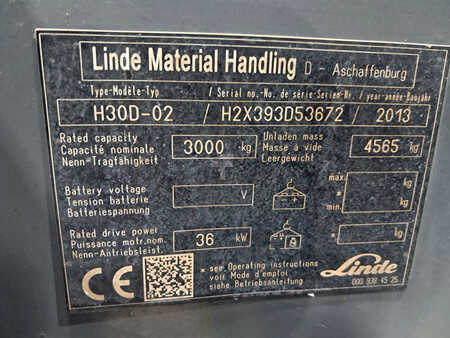 Linde Material Handling D - Aschaffenburg
Type-Modèle-Typ / Serial no.-No. de série-Serien-Nr. / year-année-Baujahr
H30D-02 / H2X393D53672 / 2013
Rated capacity
Capacité nominale
Nenn-Tragfähigkeit
3000 kg
Unladen mass
Masse à vide
Leergewicht
4565 kg
Battery voltage
Tension batterie
Batteriespannung
V
max. kg
*
min. kg
Rated drive power
Puissance motr.nom.
Nenn-Antriebsleist.
36 kW
* kg
CE
* see Operating instructions
voir Mode d'emploi
siehe Betriebsanleitung
Linde
000 938 45 25